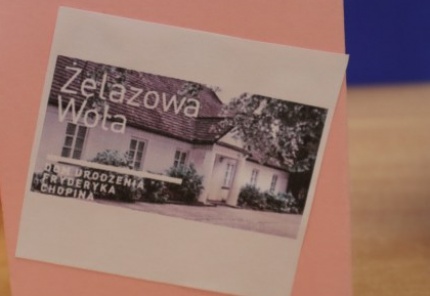 Żelazowa
Wola
DOM URODZENIA
FRYDERYKA
CHOPINA